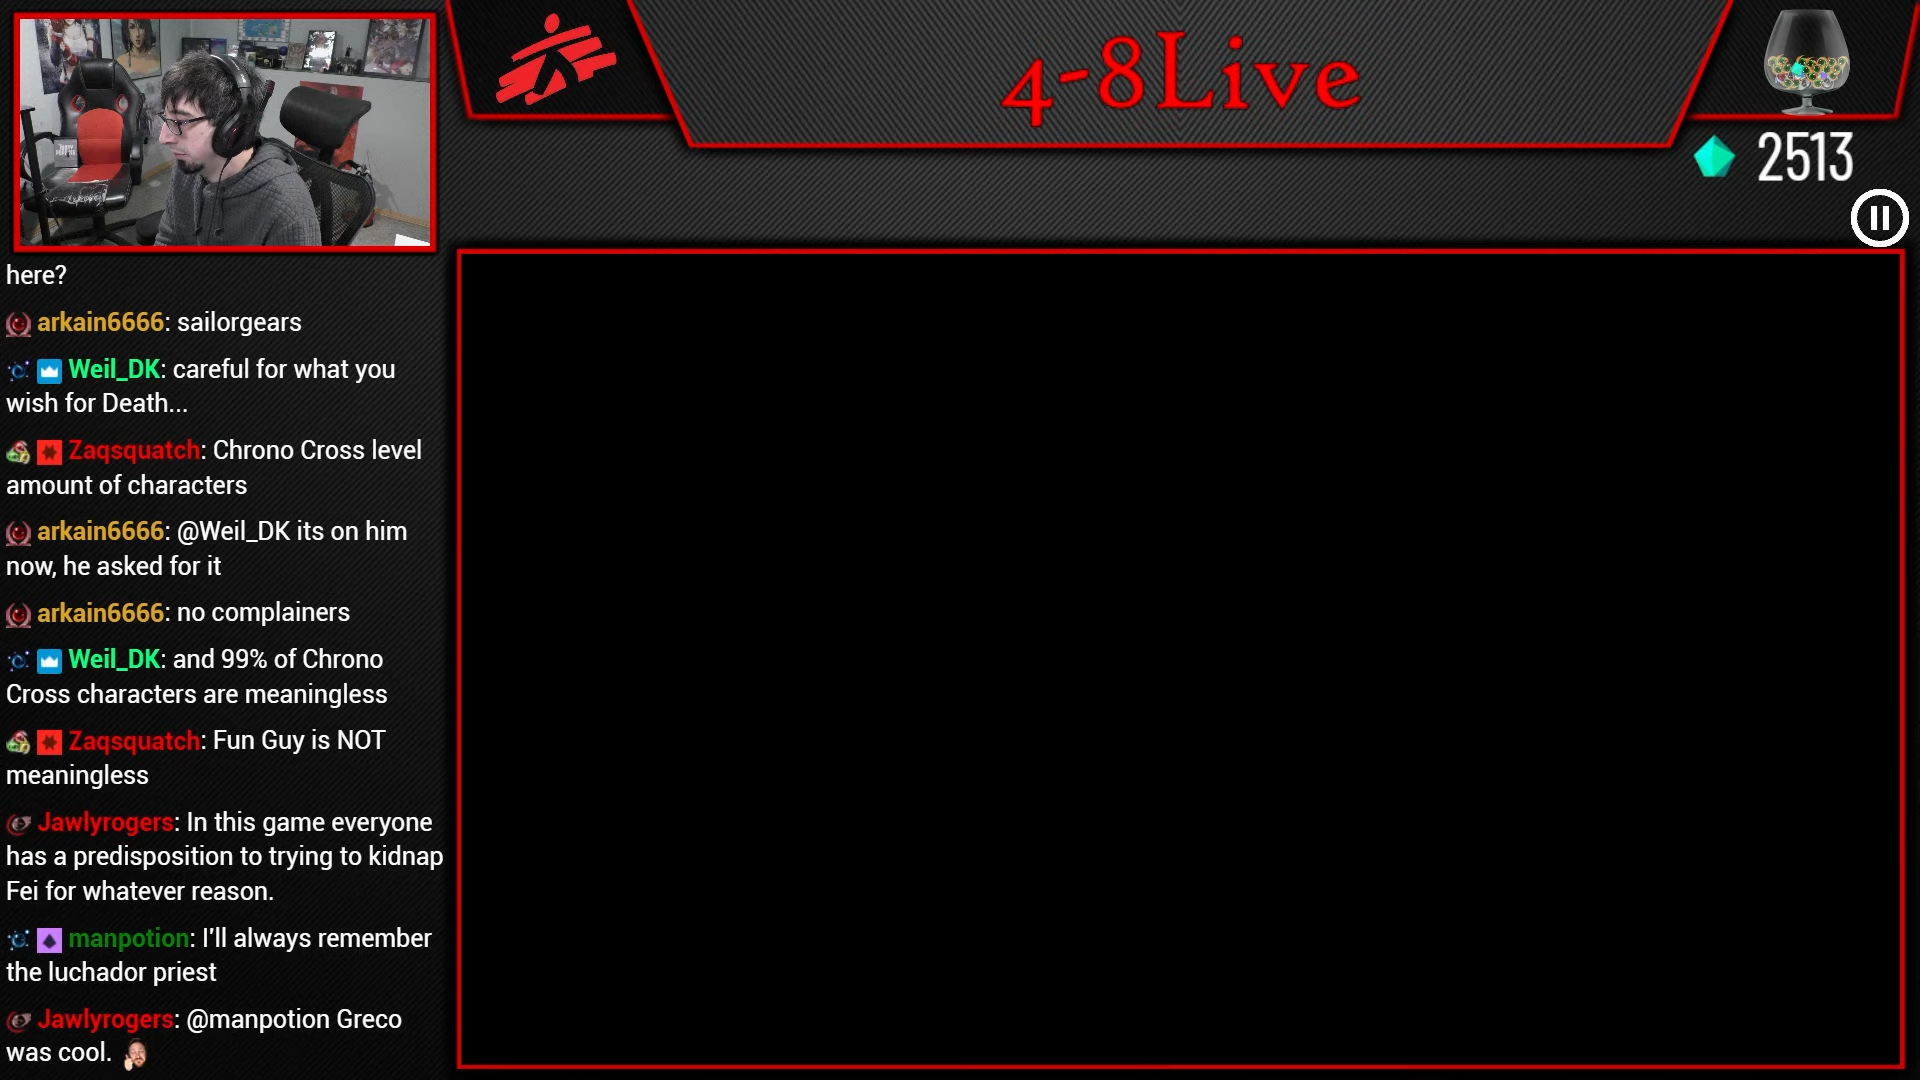 4-8Live
2513
here?
arkain6666: sailorgears
Weil_DK: careful for what you
wish for Death...
Zaqsquatch: Chrono Cross level
amount of characters
arkain6666: @Weil_DK its on him
now, he asked for it
arkain6666: no complainers
Weil_DK: and 99% of Chrono
Cross characters are meaningless
Zaqsquatch: Fun Guy is NOT
meaningless
Jawlyrogers: In this game everyone
has a predisposition to trying to kidnap
Fei for whatever reason.
manpotion: I'll always remember
the luchador priest
Jawlyrogers: @manpotion Greco
was cool.